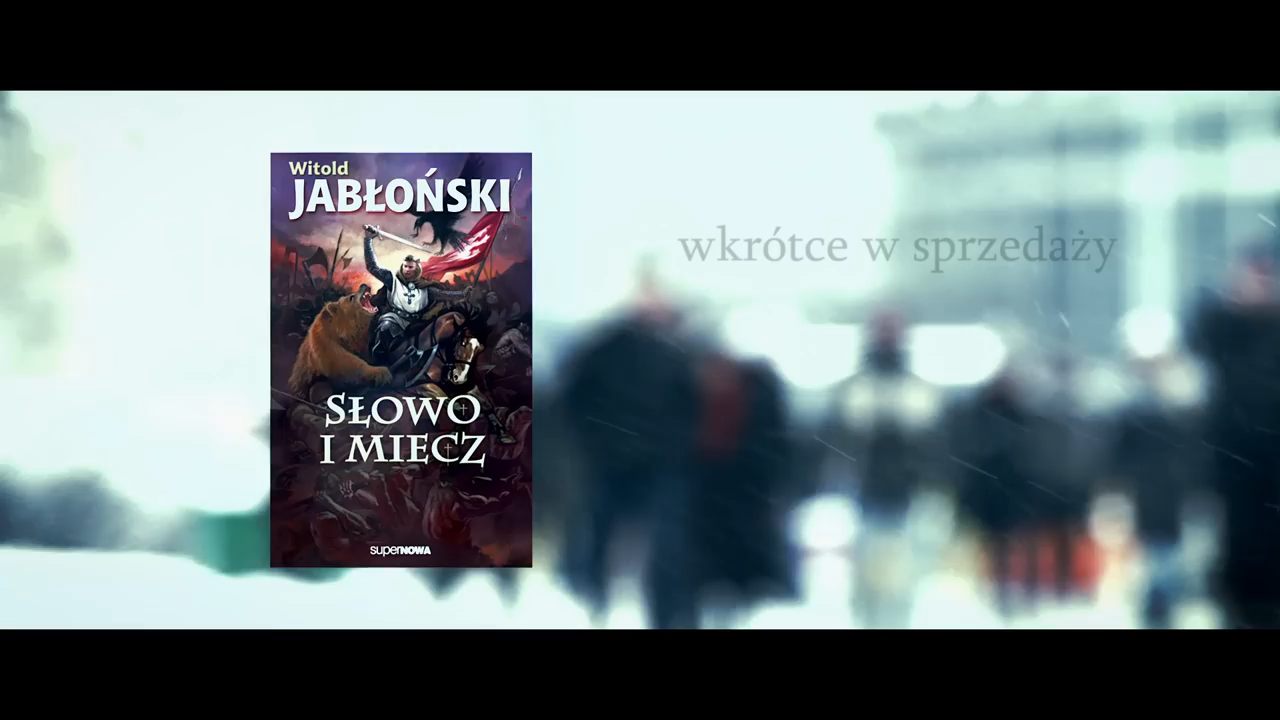 Witold
JABŁOŃSKI
SŁOWO
I MIECZ
superNOWA
wkrótce w sprzedaży